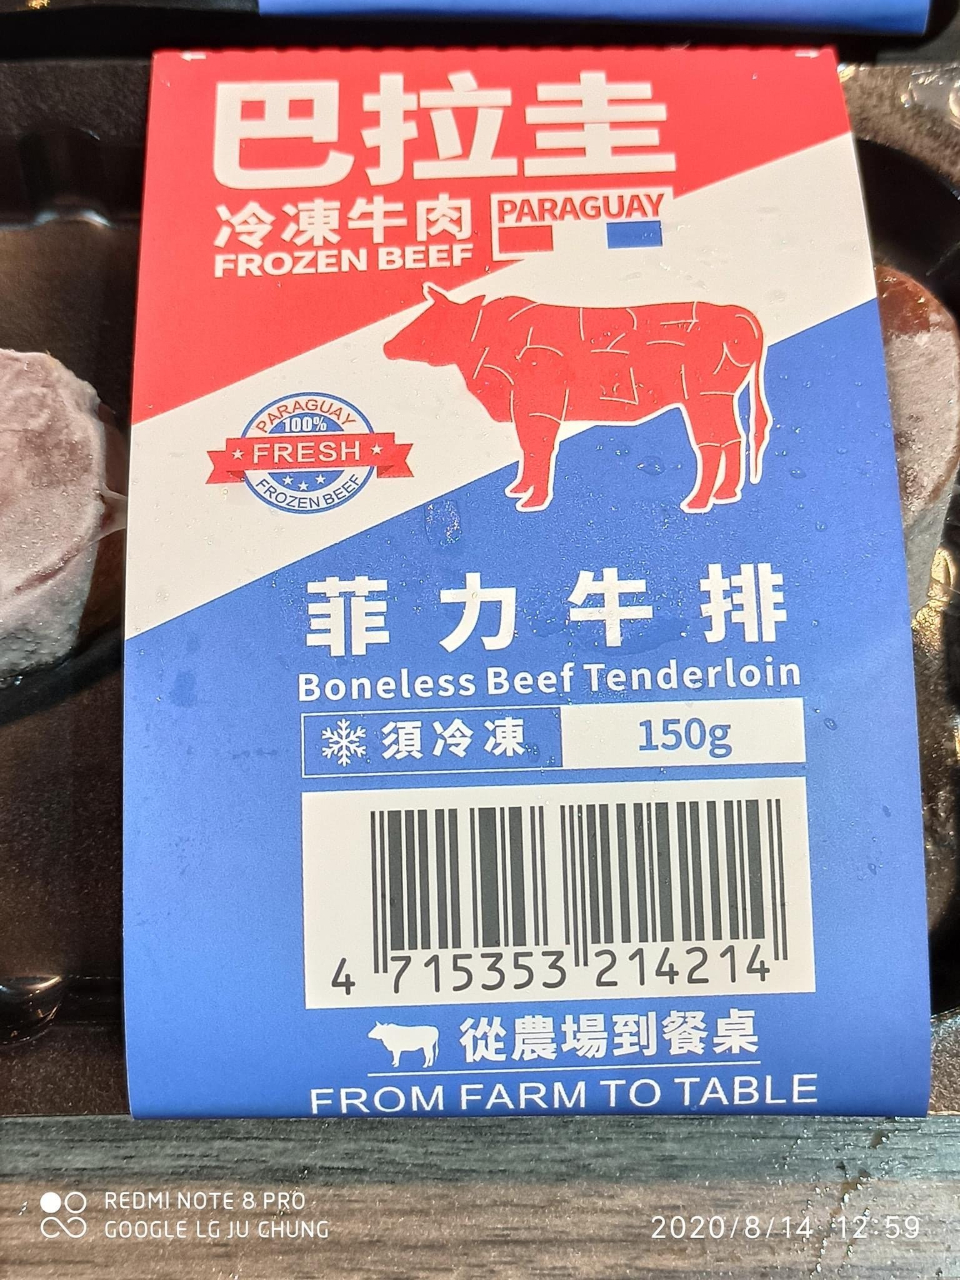 巴拉圭
冷凍牛肉
FROZEN BEEF
PARAGUAY
PARAGUAY
100%
FRESH
FROZEN BEEF
菲力牛排
Boneless Beef Tenderloin
須冷凍 150g
4 715353 214214
從農場到餐桌
FROM FARM TO TABLE
REDMI NOTE 8 PRO
GOOGLE LG JU CHUNG
2020/8/14 12:59